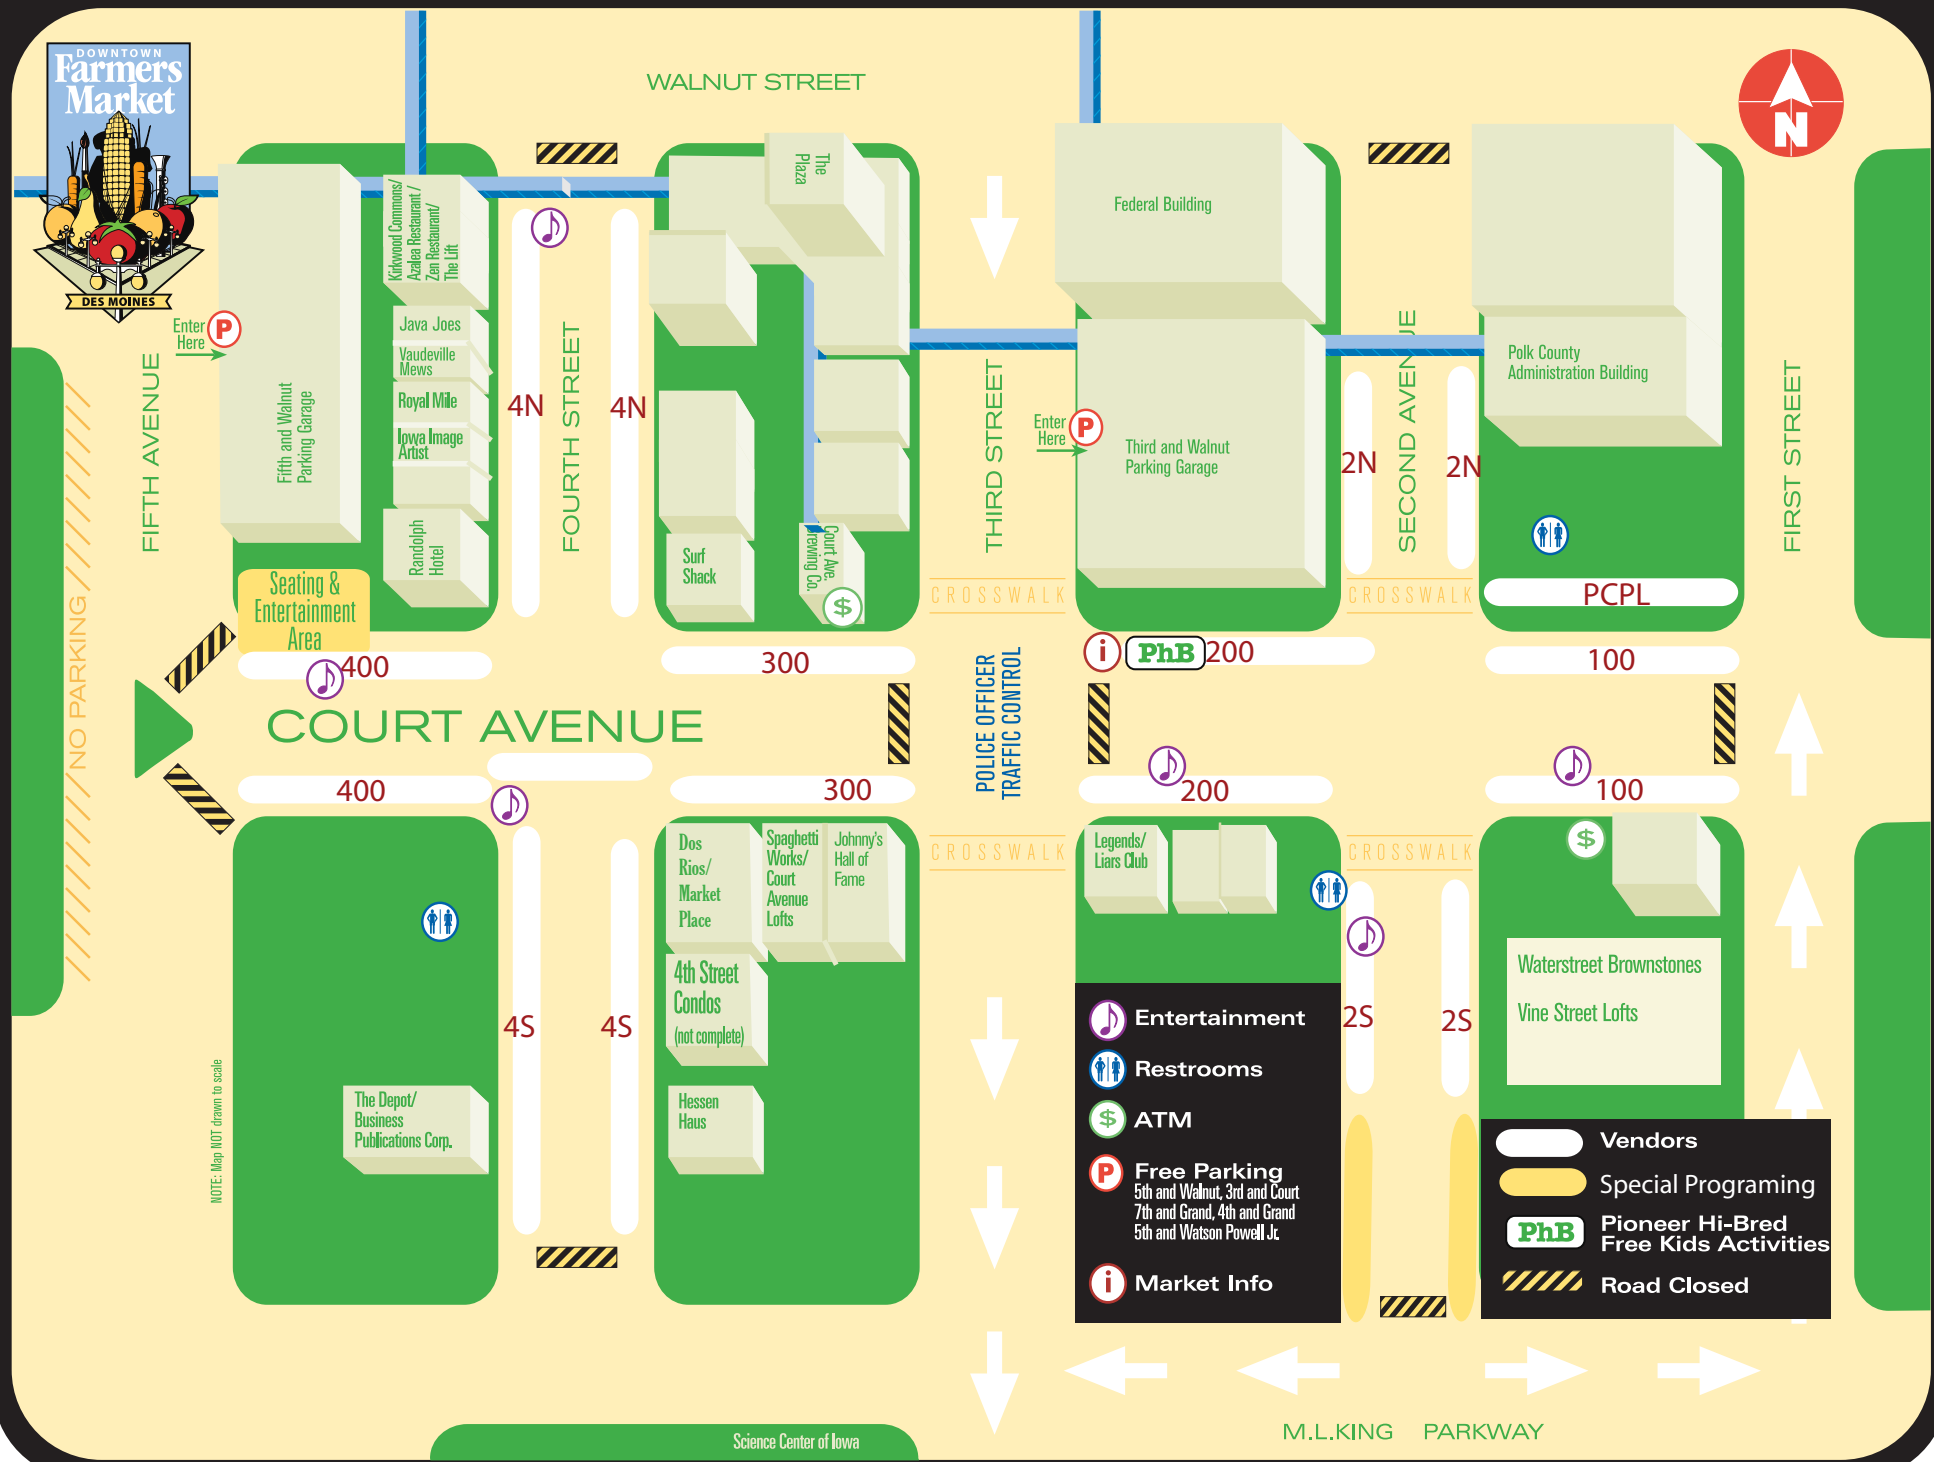 DOWNTOWN
Farmers
Market
DES MOINES
WALNUT STREET
N
Enter
Here
P
FIFTH AVENUE
NO PARKING
Fifth and Walnut
Parking Garage
Kirkwood Commons/
Azalea Restaurant /
Zen Restaurant/
The Lift
Java Joes
Vaudeville
Mews
Royal Mile
Iowa Image
Artist
Randolph
Hotel
Seating &
Entertainment
Area
4N
FOURTH STREET
4N
The
Plaza
Surf
Shack
Court Ave.
Brewing Co.
$
THIRD STREET
Federal Building
Enter
Here
P
Third and Walnut
Parking Garage
2N
SECOND AVENUE
2N
Polk County
Administration Building
FIRST STREET
PCPL
CROSSWALK
CROSSWALK
400
300
i
PhB
200
100
COURT AVENUE
POLICE OFFICER
TRAFFIC CONTROL
400
300
200
100
CROSSWALK
CROSSWALK
Dos
Rios/
Market
Place
Spaghetti
Works/
Court
Avenue
Lofts
Johnny's
Hall of
Fame
4th Street
Condos
(not complete)
Hessen
Haus
4S
4S
The Depot/
Business
Publications Corp.
NOTE: Map NOT drawn to scale
Legends/
Liars Club
2S
2S
$
Waterstreet Brownstones
Vine Street Lofts
Entertainment
Restrooms
$ ATM
P Free Parking
5th and Walnut, 3rd and Court
7th and Grand, 4th and Grand
5th and Watson Powell Jr.
i Market Info
Vendors
Special Programing
PhB Pioneer Hi-Bred
Free Kids Activities
Road Closed
M.L.KING PARKWAY
Science Center of Iowa